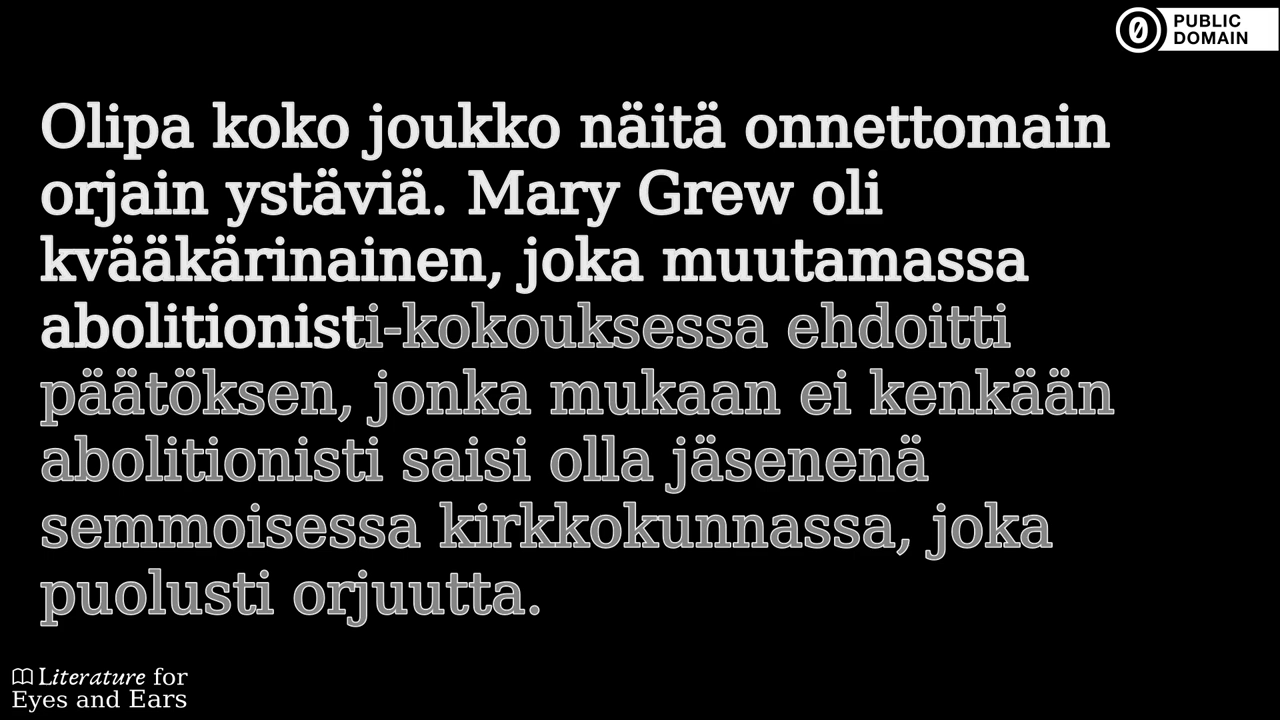 PUBLIC
DOMAIN
Olipa koko joukko näitä onnettomain
orjain ystäviä. Mary Grew oli
kvääkärinainen, joka muutamassa
abolitionisti-kokouksessa ehdoitti
päätöksen, jonka mukaan ei kenkään
abolitionisti saisi olla jäsenenä
semmoisessa kirkkokunnassa, joka
puolusti orjuutta.
Literature for
Eyes and Ears